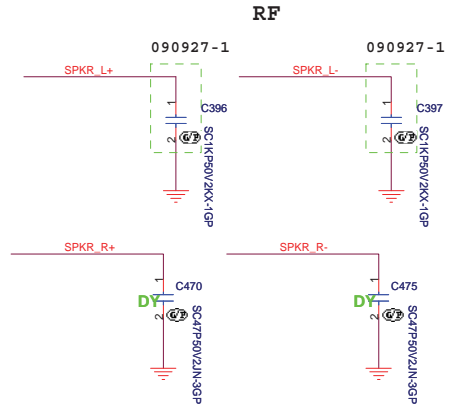 RF
090927-1
090927-1
SPKR_L+
SPKR_L-
1
C396
2
G/P
SC1KP50V2KX-1GP
1
C397
2
G/P
SC1KP50V2KX-1GP
SPKR_R+
SPKR_R-
1
C470
DY
2
G/P
SC47P50V2JN-3GP
1
C475
DY
2
G/P
SC47P50V2JN-3GP